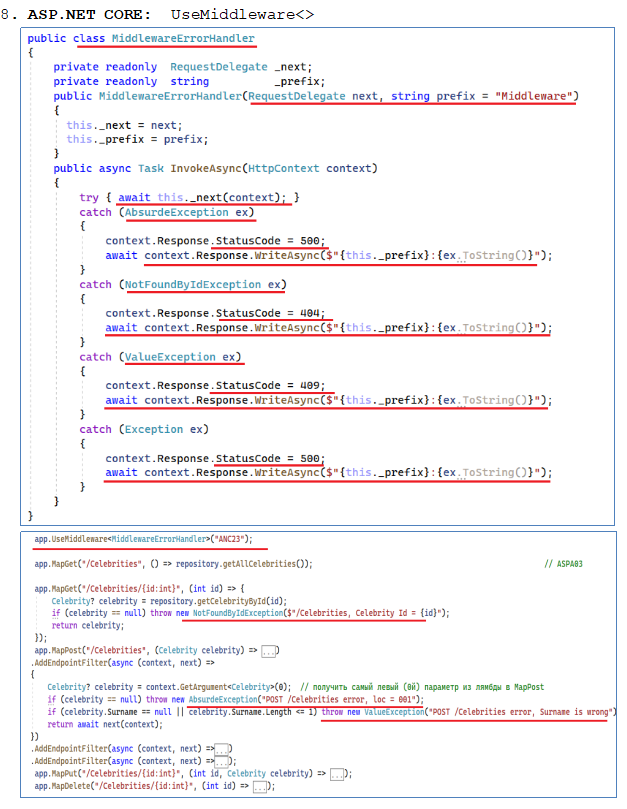 8. ASP.NET CORE: UseMiddleware<>
public class MiddlewareErrorHandler
{
private readonly RequestDelegate _next;
private readonly string _prefix;
public MiddlewareErrorHandler(RequestDelegate next, string prefix = "Middleware")
{
this._next = next;
this._prefix = prefix;
}
public async Task InvokeAsync(HttpContext context)
{
try { await this._next(context); }
catch (AbsurdeException ex)
{
context.Response.StatusCode = 500;
await context.Response.WriteAsync($"{this._prefix}:{ex.ToString()}");
}
catch (NotFoundByIdException ex)
{
context.Response.StatusCode = 404;
await context.Response.WriteAsync($"{this._prefix}:{ex.ToString()}");
}
catch (ValueException ex)
{
context.Response.StatusCode = 409;
await context.Response.WriteAsync($"{this._prefix}:{ex.ToString()}");
}
catch (Exception ex)
{
context.Response.StatusCode = 500;
await context.Response.WriteAsync($"{this._prefix}:{ex.ToString()}");
}
}
}
app.UseMiddleware<MiddlewareErrorHandler>("ANC23");
app.MapGet("/Celebrities", () => repository.getAllCelebrities()); // ASPA03
app.MapGet("/Celebrities/{id:int}", (int id) => {
Celebrity? celebrity = repository.getCelebrityById(id);
if (celebrity == null) throw new NotFoundByIdException($"/Celebrities, Celebrity Id = {id}");
return celebrity;
});
app.MapPost("/Celebrities", (Celebrity celebrity) => ...)
.AddEndpointFilter(async (context, next) =>
{
Celebrity? celebrity = context.GetArgument<Celebrity>(0); // получить самый левый (0й) параметр из лямбды в MapPost
if (celebrity == null) throw new AbsurdeException("POST /Celebrities error, loc = 001");
if (celebrity.Surname == null || celebrity.Surname.Length <= 1) throw new ValueException("POST /Celebrities error, Surname is wrong")
return await next(context);
})
.AddEndpointFilter(async (context, next) =>...)
.AddEndpointFilter(async (context, next) =>...);
app.MapPut("/Celebrities/{id:int}", (int id, Celebrity celebrity) => ...);
app.MapDelete("/Celebrities/{id:int}", (int id) => ...);